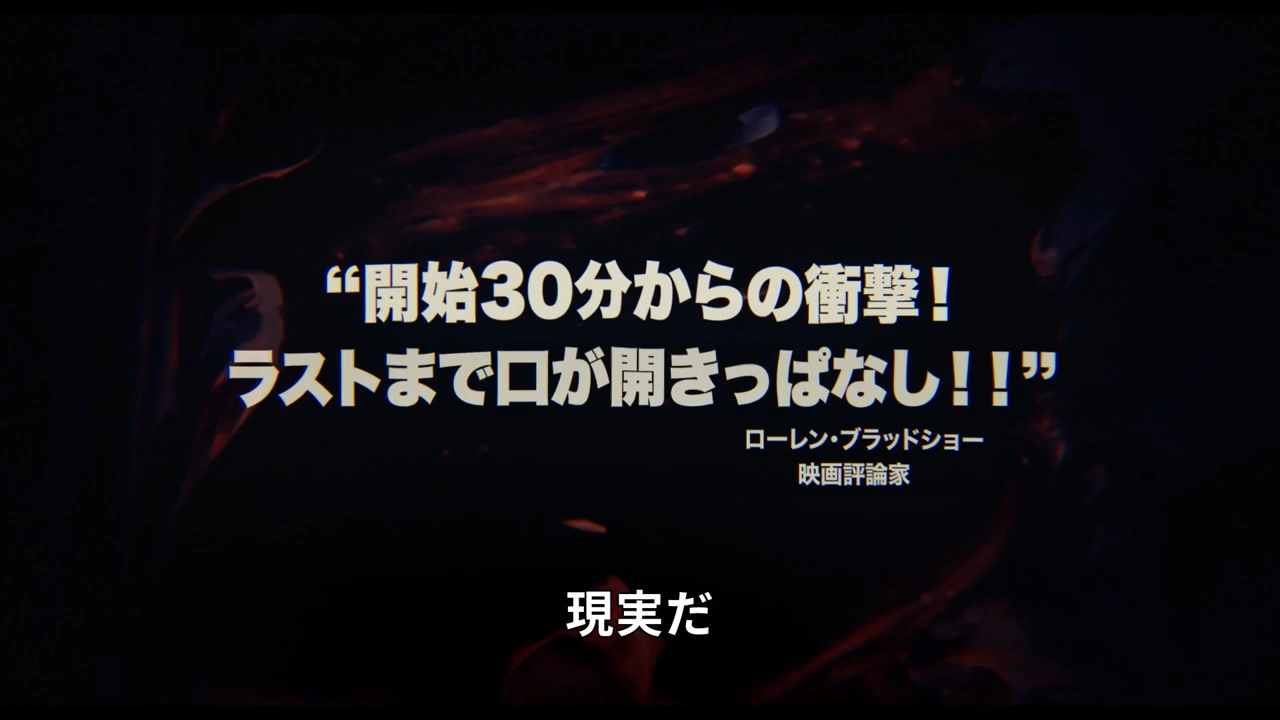 “開始30分からの衝撃！
ラストまで口が開きっぱなし！！”
ローレン・ブラッドショー
映画評論家
現実だ